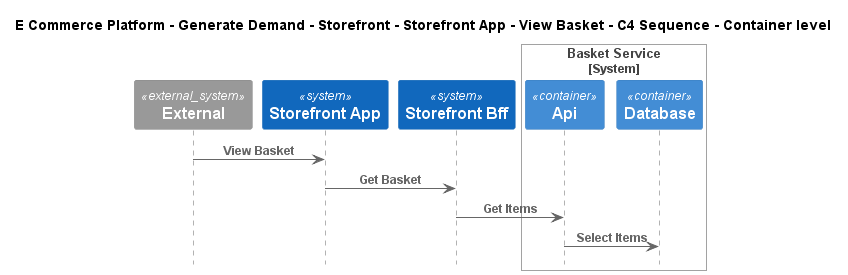 E Commerce Platform - Generate Demand - Storefront - Storefront App - View Basket - C4 Sequence - Container level
Basket Service
[System]
«external_system»
External
«system»
Storefront App
«system»
Storefront Bff
«container»
Api
«container»
Database
View Basket
Get Basket
Get Items
Select Items